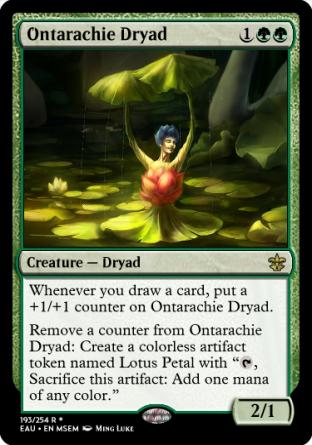 Ontarachie Dryad 1
Creature — Dryad
Whenever you draw a card, put a
+1/+1 counter on Ontarachie Dryad.
Remove a counter from Ontarachie
Dryad: Create a colorless artifact
token named Lotus Petal with “,
Sacrifice this artifact: Add one mana
of any color.”
2/1
193/254 R *
EAU • EN MSEM Ming Luke